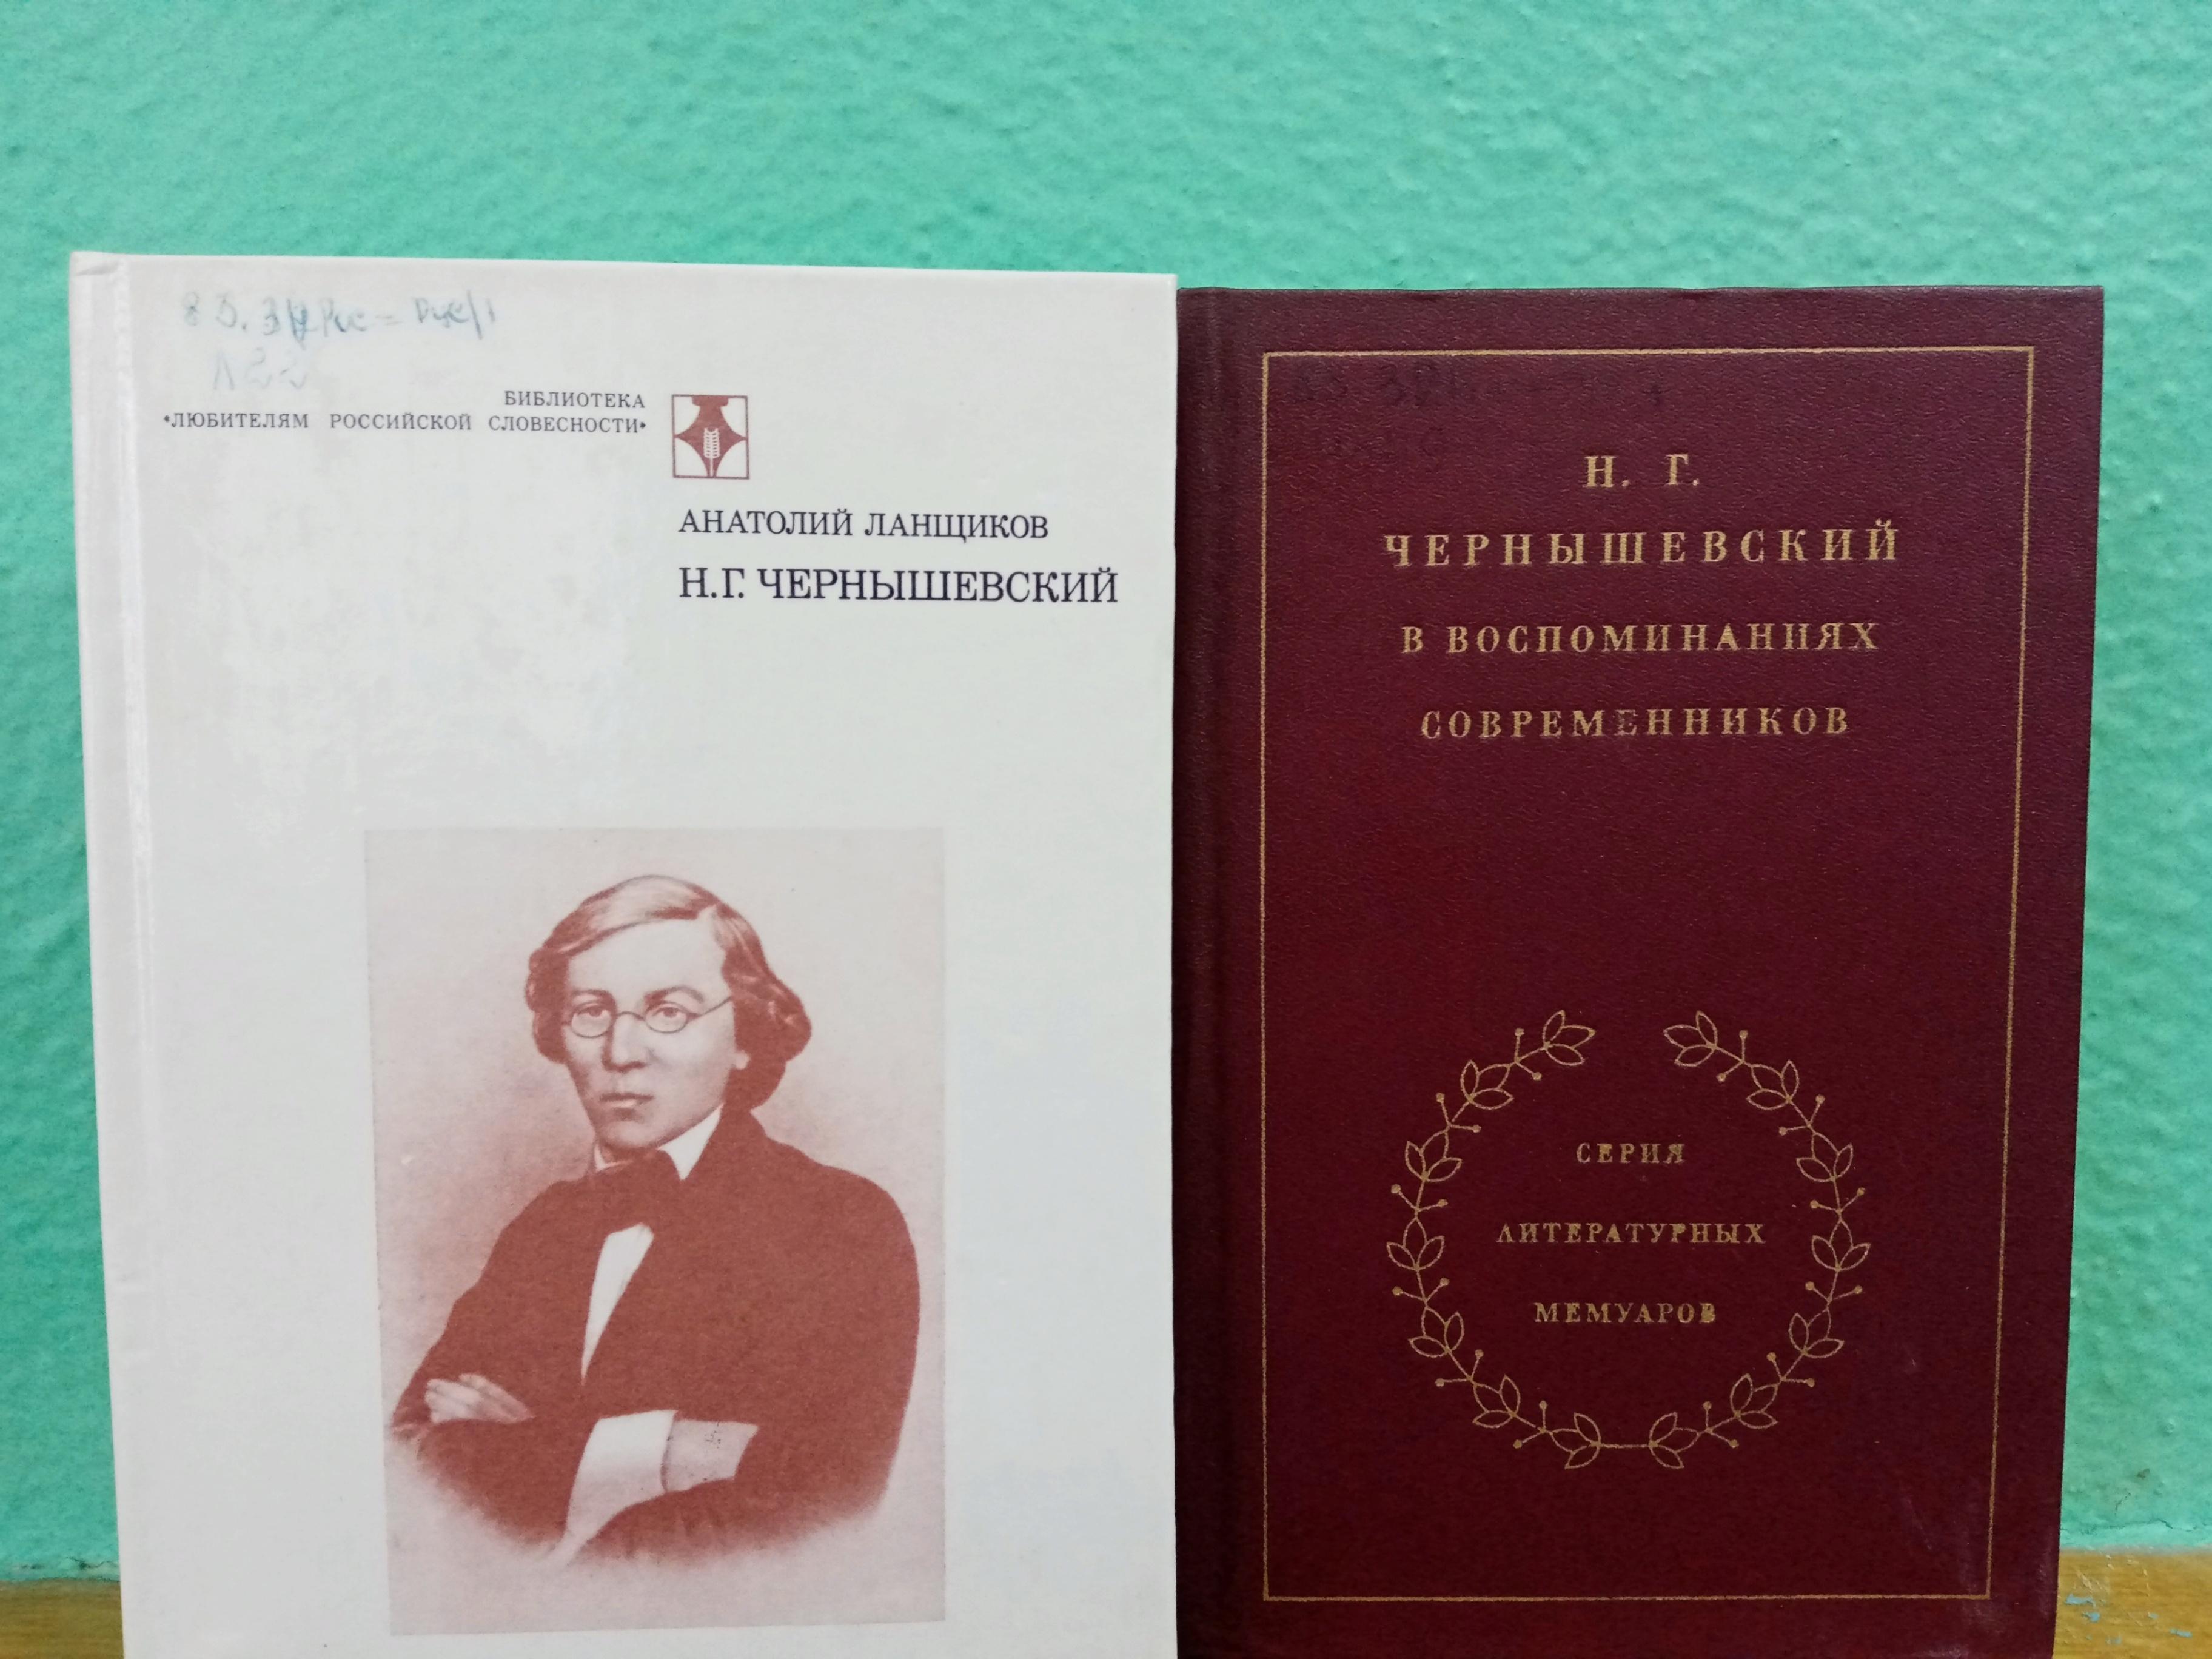 БИБЛИОТЕКА
«ЛЮБИТЕЛЯМ РОССИЙСКОЙ СЛОВЕСНОСТИ»
АНАТОЛИЙ ЛАНЩИКОВ
Н.Г. ЧЕРНЫШЕВСКИЙ
Н. Г.
ЧЕРНЫШЕВСКИЙ
В ВОСПОМИНАНИЯХ
СОВРЕМЕННИКОВ
СЕРИЯ
ЛИТЕРАТУРНЫХ
МЕМУАРОВ